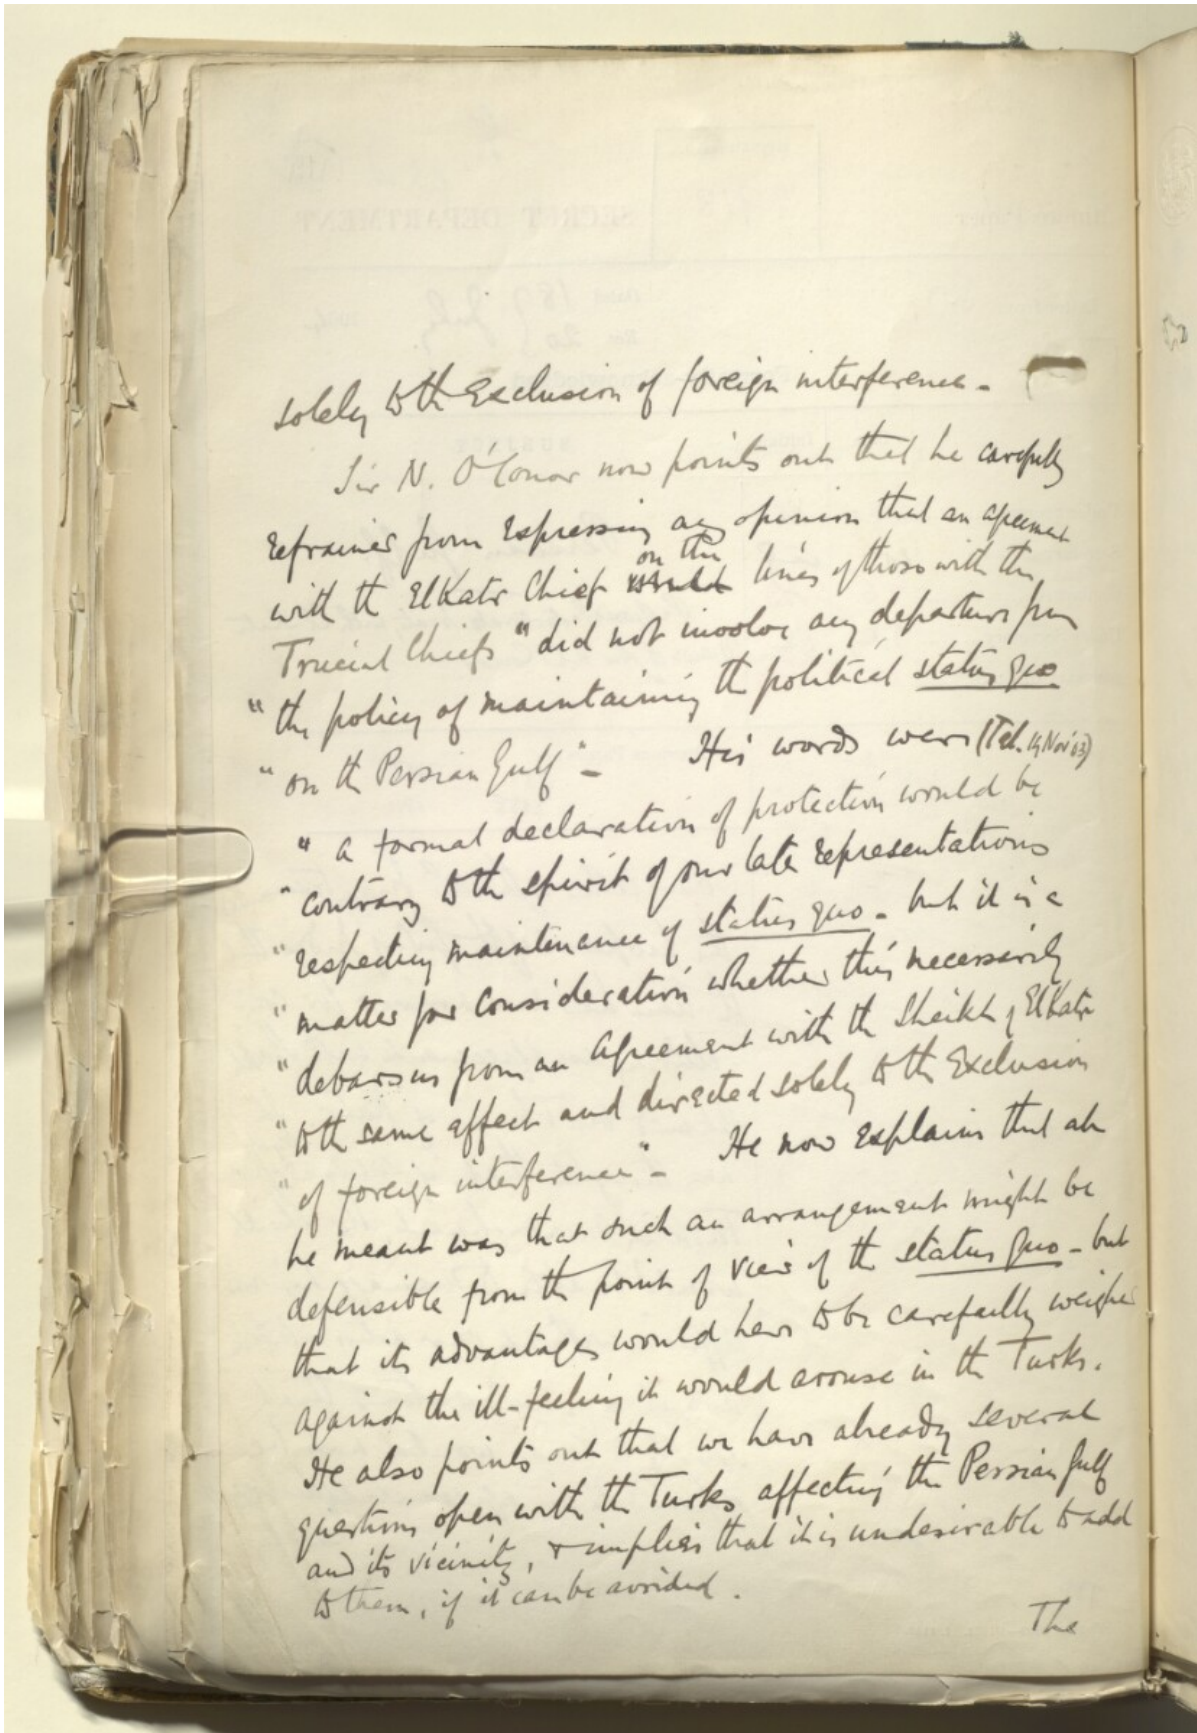 solely to the exclusion of foreign interference -
Sir N. O'Conor now points out that he carefully
refrained from expressing any opinion that an agreement
with the El Katr Chief on the lines of those with the
Trucial Chiefs "did not involve any departure from
"the policy of maintaining the political status quo
"on the Persian Gulf" - His words were (Tel. 14 Nov '03)
"a formal declaration of protection would be
"contrary to the spirit of our late representations
"respecting maintenance of status quo - but it is a
"matter for consideration whether this necessarily
"debars us from an agreement with the Sheikh of El Katr
"to the same effect and directed solely to the exclusion
"of foreign interference" - He now explains that all
he meant was that such an arrangement might be
defensible from the point of view of the status quo - but
that its advantages would have to be carefully weighed
against the ill-feeling it would arouse in the Turks.
He also points out that we have already several
questions open with the Turks affecting the Persian Gulf
and its vicinity, & implies that it is undesirable to add
to them, if it can be avoided.
The